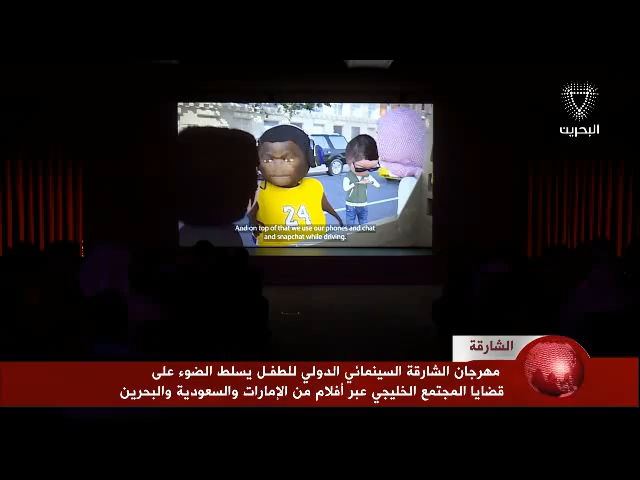 البحرين
24
And on top of that we use our phones and chat
and snapchat while driving.
الشارقة
مهرجان الشارقة السينمائي الدولي للطفل يسلط الضوء على
قضايا المجتمع الخليجي عبر أفلام من الإمارات والسعودية والبحرين